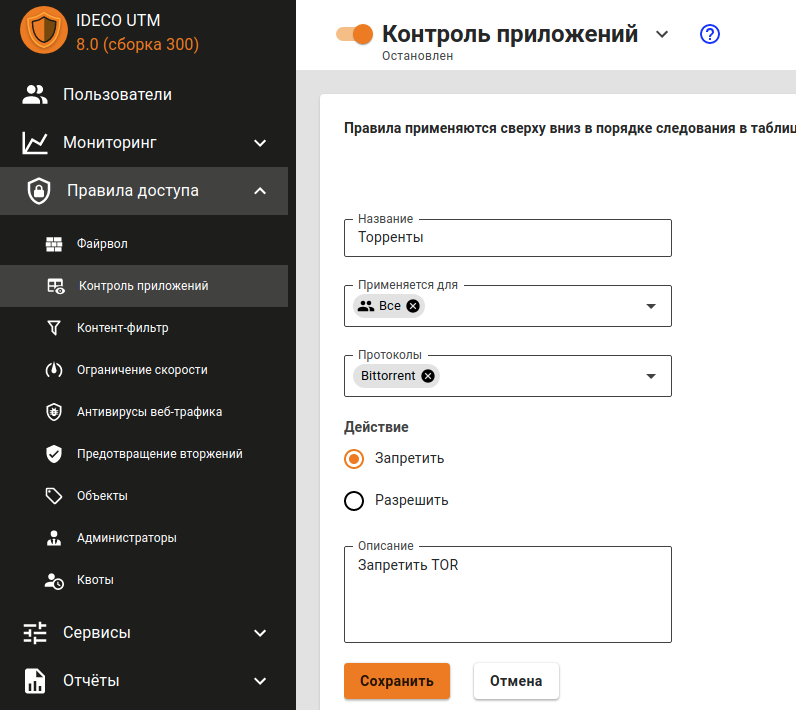 IDECO UTM
8.0 (сборка 300)
Пользователи
Мониторинг
Правила доступа
Файрвол
Контроль приложений
Контент-фильтр
Ограничение скорости
Антивирусы веб-трафика
Предотвращение вторжений
Объекты
Администраторы
Квоты
Сервисы
Отчёты
Контроль приложений
Остановлен
Правила применяются сверху вниз в порядке следования в таблиц
Название
Торренты
Применяется для
Все
Протоколы
Bittorrent
Действие
Запретить
Разрешить
Описание
Запретить TOR
Сохранить
Отмена